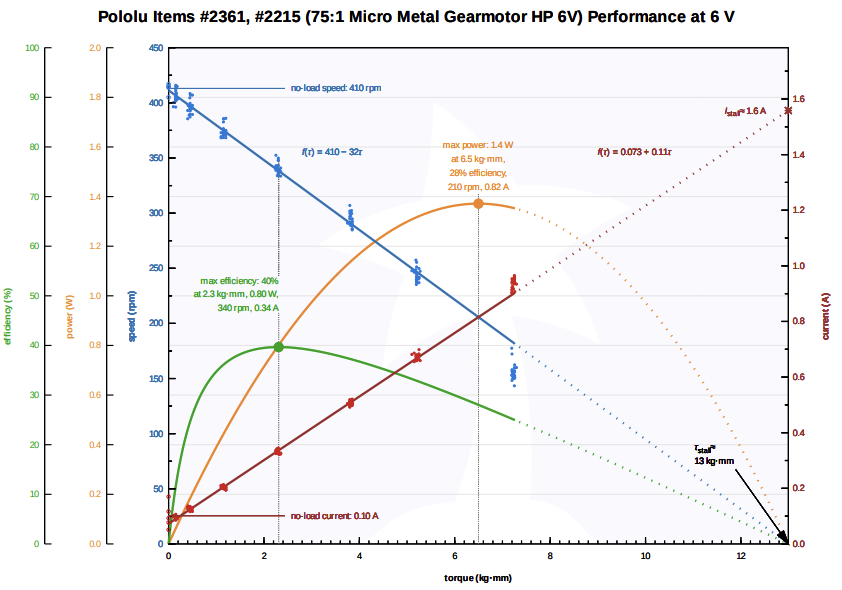 Pololu Items #2361, #2215 (75:1 Micro Metal Gearmotor HP 6V) Performance at 6 V
efficiency (%)
100
90
80
70
60
50
40
30
20
10
0
power (W)
2.0
1.8
1.6
1.4
1.2
1.0
0.8
0.6
0.4
0.2
0.0
speed (rpm)
450
400
350
300
250
200
150
100
50
0
no-load speed: 410 rpm
f(τ) = 410 − 32τ
max power: 1.4 W
at 6.5 kg·mm,
28% efficiency,
210 rpm, 0.82 A
f(τ) = 0.073 + 0.11τ
Istall≈ 1.6 A
max efficiency: 40%
at 2.3 kg·mm, 0.80 W,
340 rpm, 0.34 A
no-load current: 0.10 A
τstall≈
13 kg·mm
current (A)
1.6
1.4
1.2
1.0
0.8
0.6
0.4
0.2
0.0
0 2 4 6 8 10 12
torque (kg·mm)